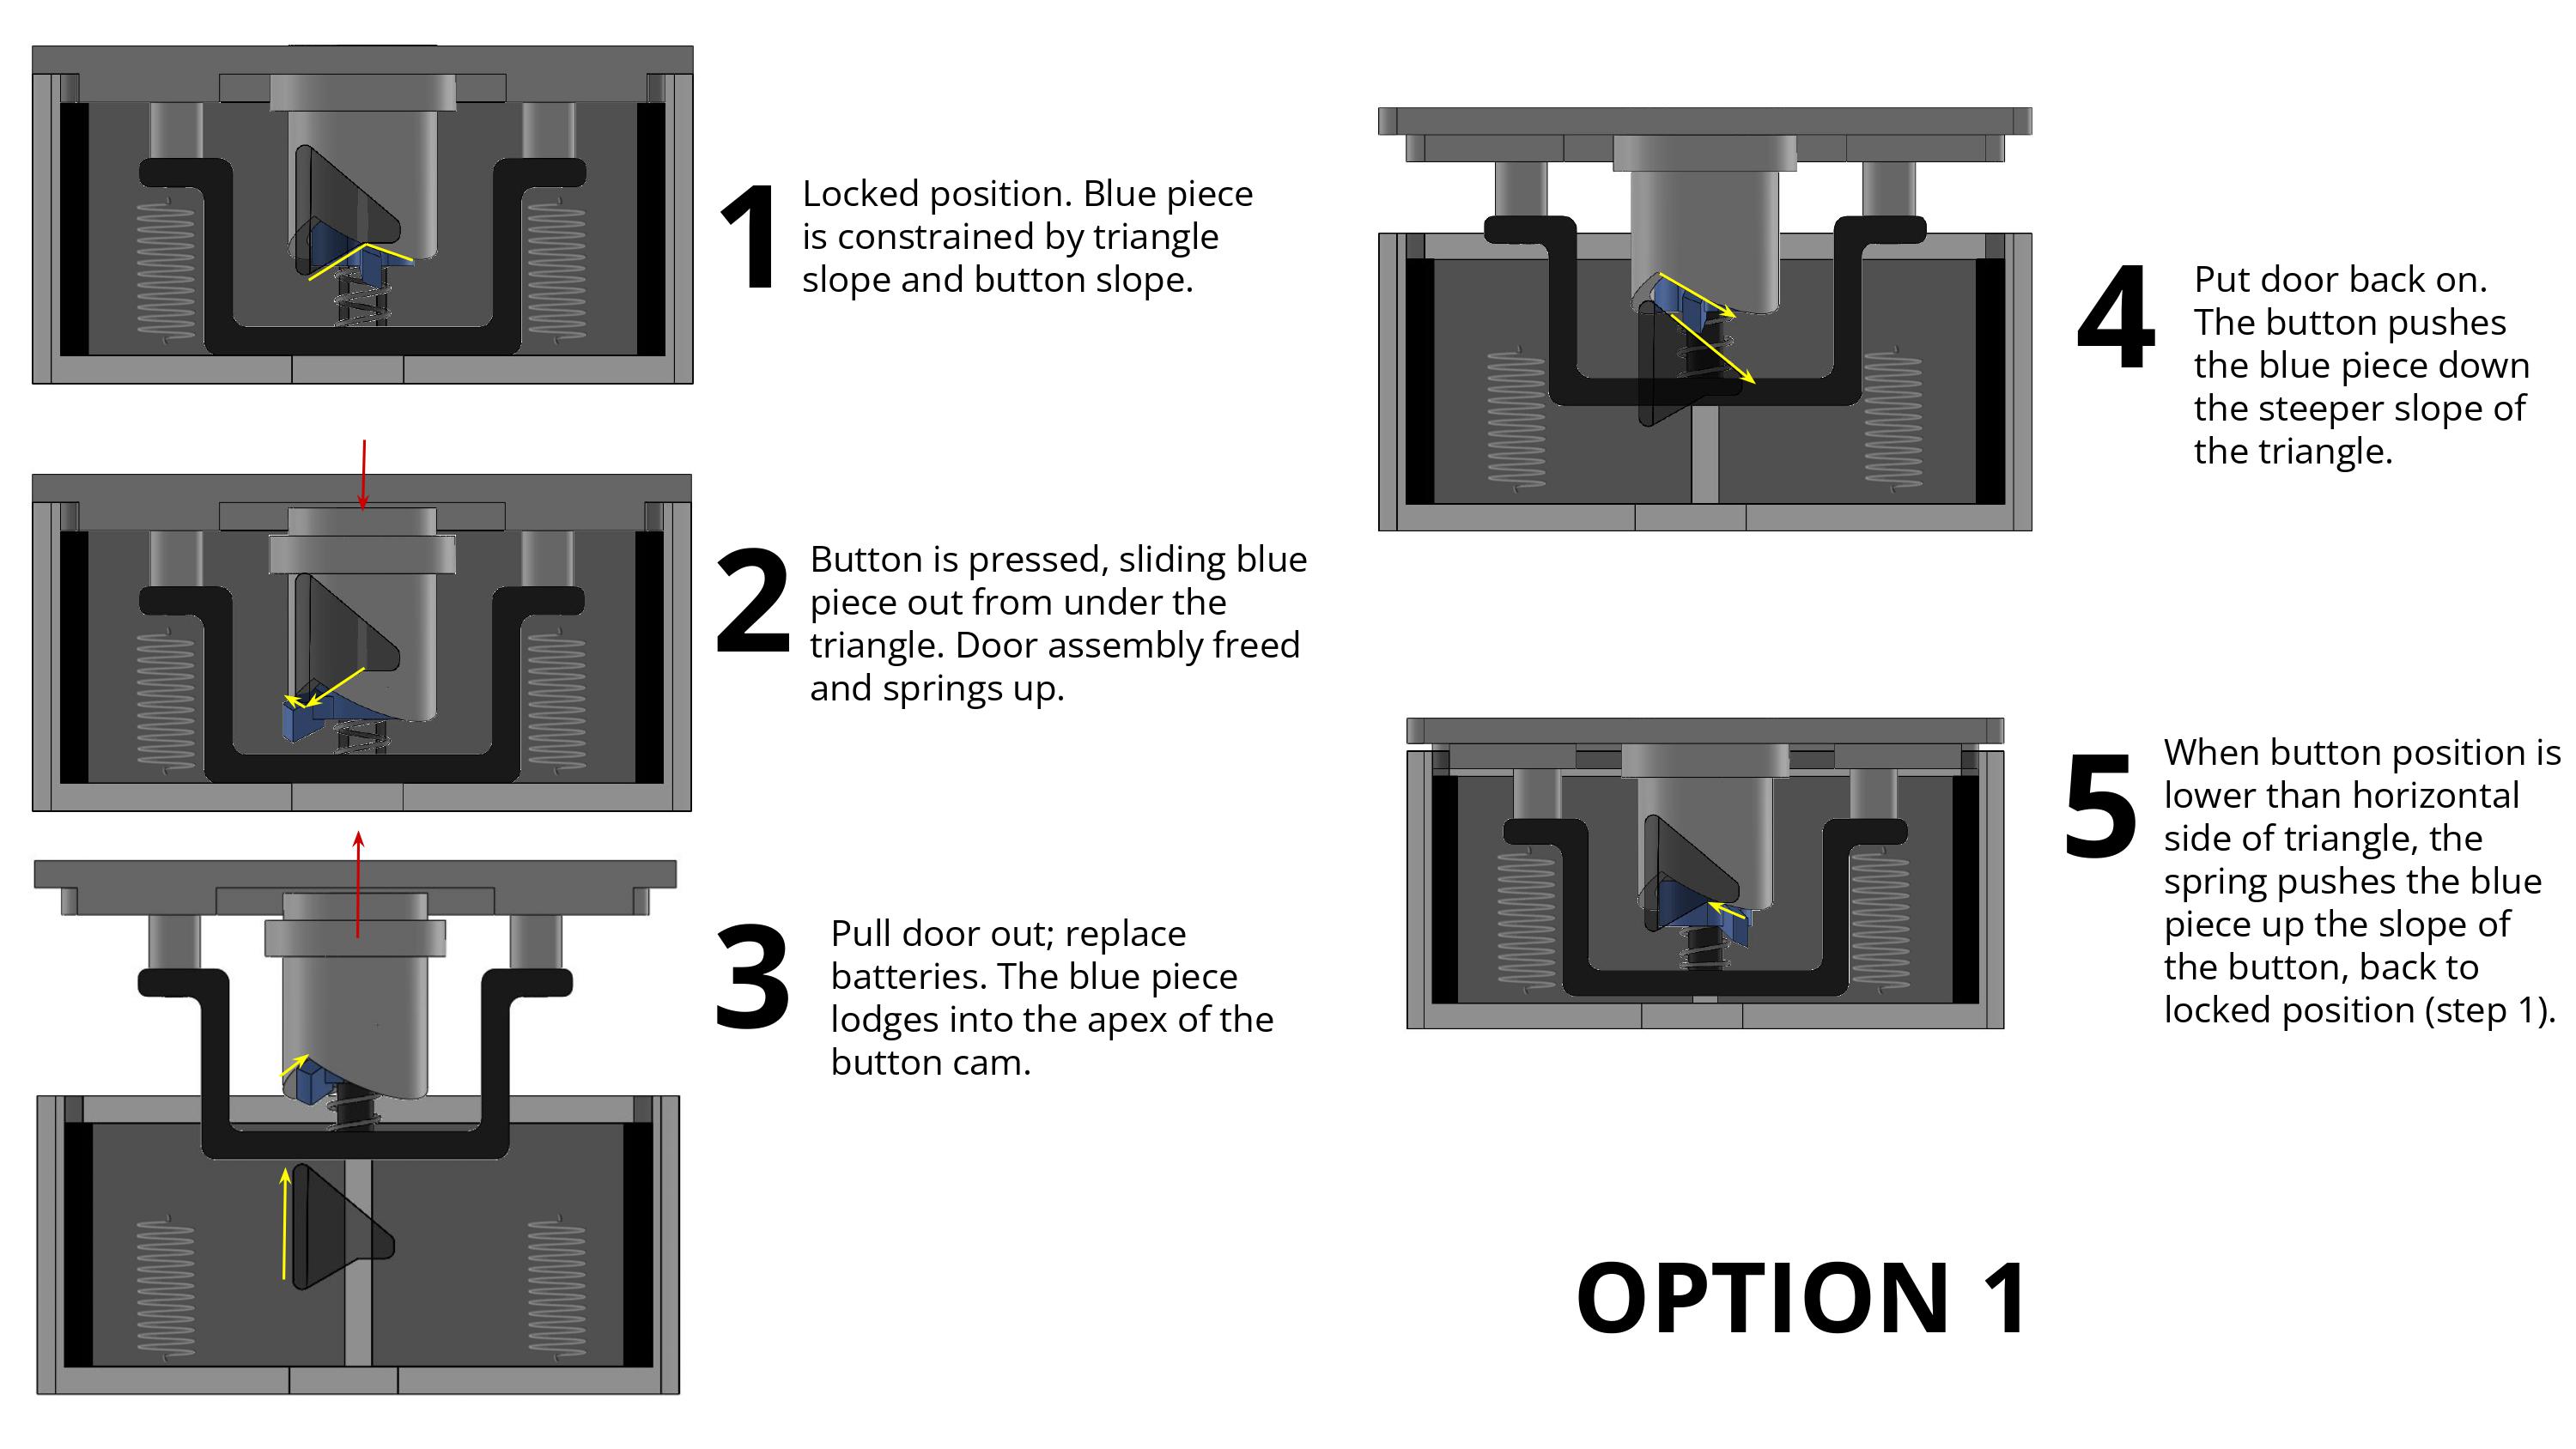 1
Locked position. Blue piece
is constrained by triangle
slope and button slope.
2
Button is pressed, sliding blue
piece out from under the
triangle. Door assembly freed
and springs up.
3
Pull door out; replace
batteries. The blue piece
lodges into the apex of the
button cam.
4
Put door back on.
The button pushes
the blue piece down
the steeper slope of
the triangle.
5
When button position is
lower than horizontal
side of triangle, the
spring pushes the blue
piece up the slope of
the button, back to
locked position (step 1).
OPTION 1